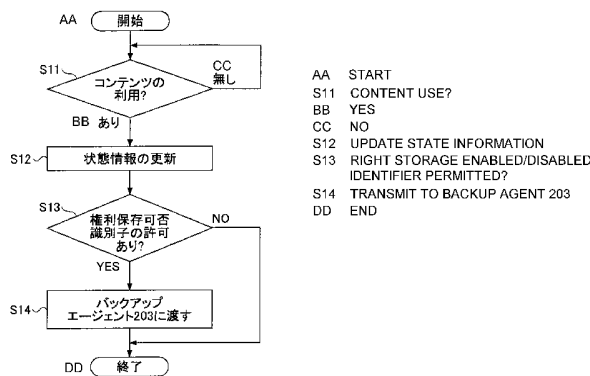 AA
開始
S11
コンテンツの
利用?
CC
無し
BB あり
S12
状態情報の更新
S13
権利保存可否
識別子の許可
あり?
NO
YES
S14
バックアップ
エージェント203に渡す
DD
終了
AA START
S11 CONTENT USE?
BB YES
CC NO
S12 UPDATE STATE INFORMATION
S13 RIGHT STORAGE ENABLED/DISABLED
IDENTIFIER PERMITTED?
S14 TRANSMIT TO BACKUP AGENT 203
DD END